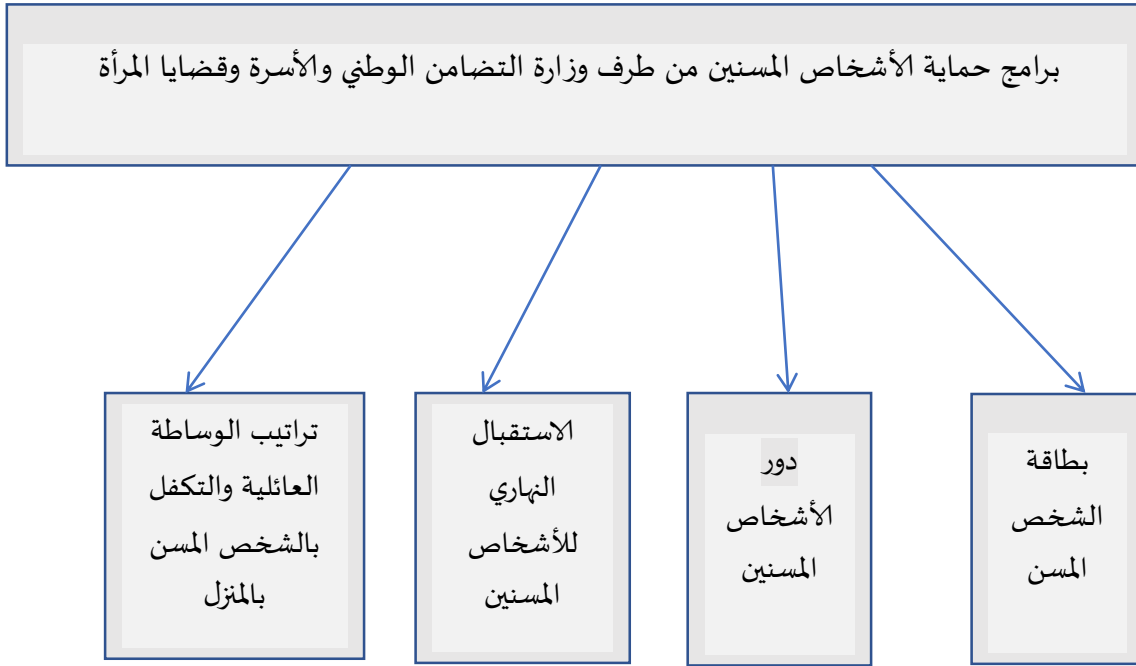 برامج حماية الأشخاص المسنين من طرف وزارة التضامن الوطني والأسرة وقضايا المرأة
بطاقة
الشخص
المسن
دور
الأشخاص
المسنين
الاستقبال
النهاري
للأشخاص
المسنين
تراتيب الوساطة
العائلية والتكفل
بالشخص المسن
بالمنزل